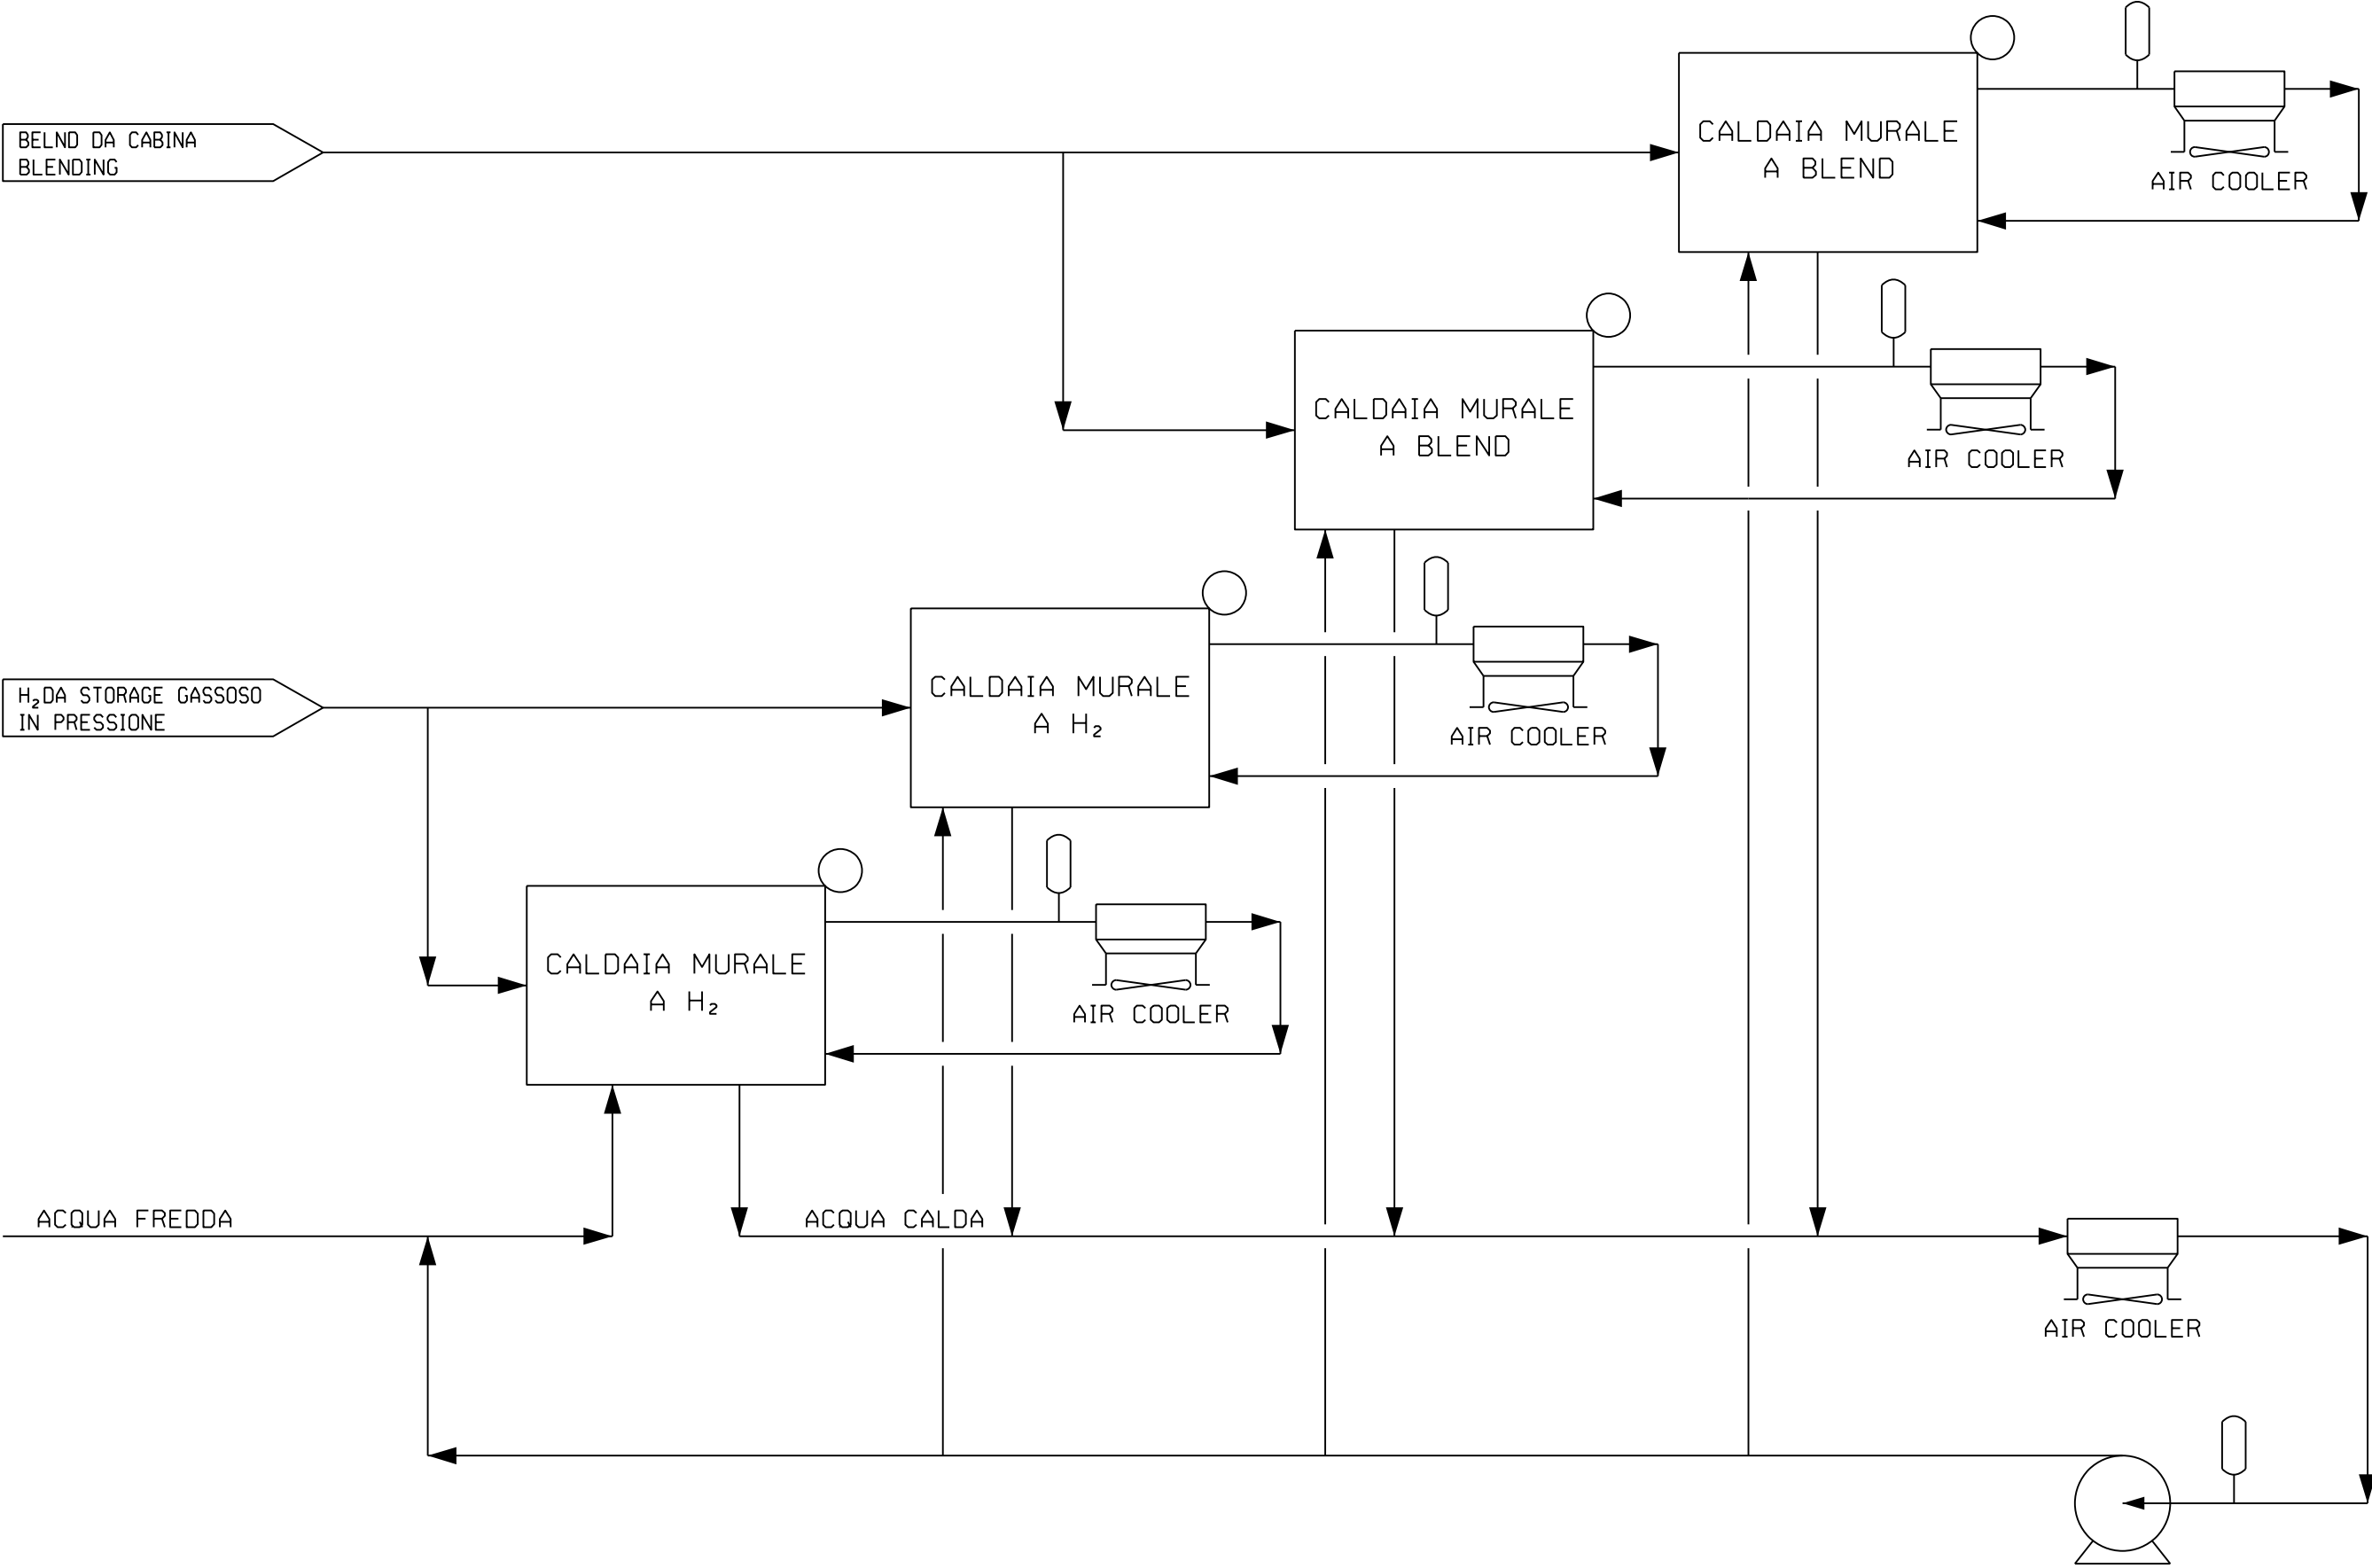 BELND DA CABINA
BLENDING
CALDAIA MURALE
A BLEND
AIR COOLER
CALDAIA MURALE
A BLEND
AIR COOLER
H₂DA STORAGE GASSOSO
IN PRESSIONE
CALDAIA MURALE
A H₂
AIR COOLER
CALDAIA MURALE
A H₂
AIR COOLER
ACQUA FREDDA
ACQUA CALDA
AIR COOLER